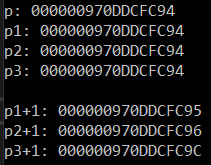 p: 000000970DDCFC94
p1: 000000970DDCFC94
p2: 000000970DDCFC94
p3: 000000970DDCFC94
p1+1: 000000970DDCFC95
p2+1: 000000970DDCFC96
p3+1: 000000970DDCFC9C